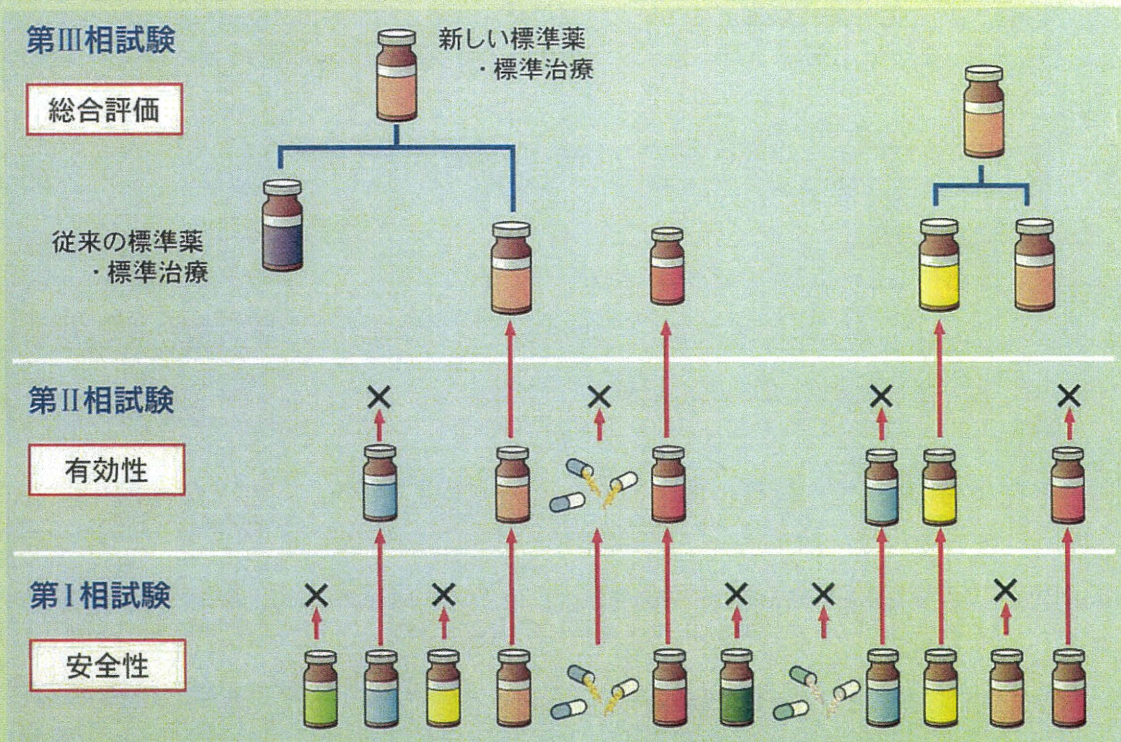 第Ⅲ相試験
総合評価
新しい標準薬
・標準治療
従来の標準薬
・標準治療
第Ⅱ相試験
有効性
第Ⅰ相試験
安全性